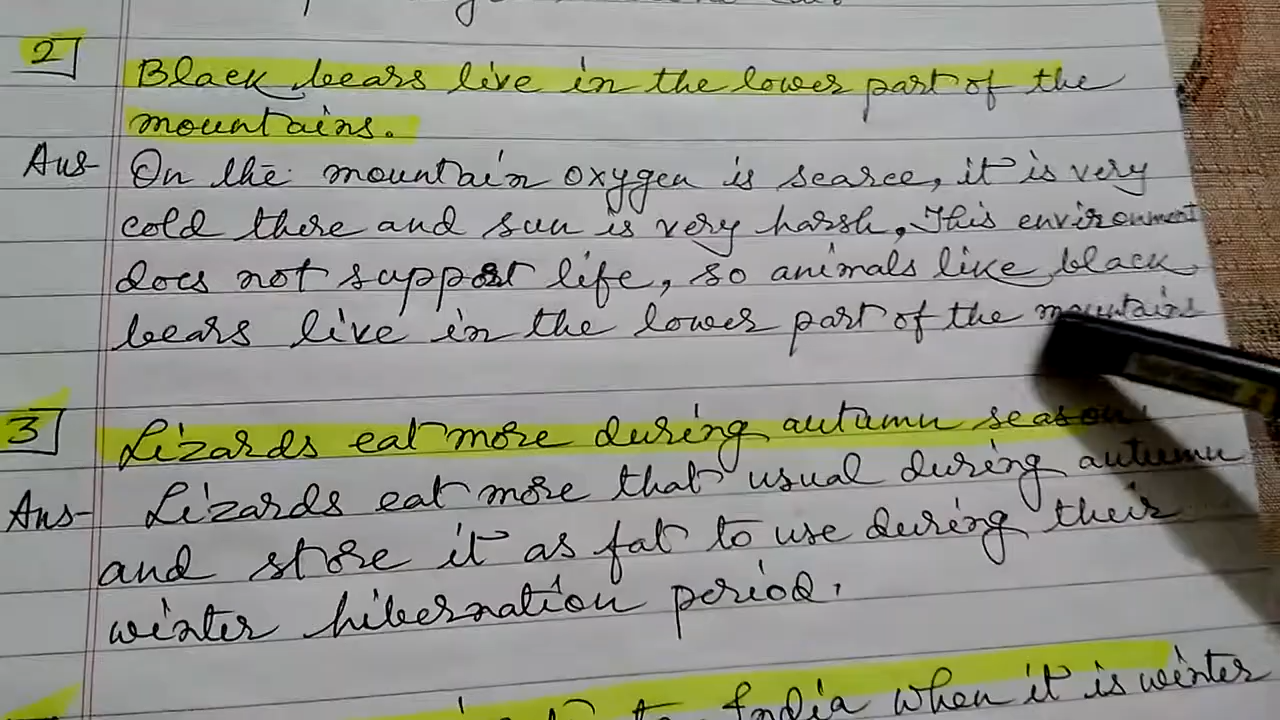 2
Black bears live in the lower part of the
mountains.
Ans- On the mountain oxygen is scarce, it is very
cold there and sun is very harsh, This environment
does not support life, so animals like black
bears live in the lower part of the mountains
3
Lizards eat more during autumn season
Ans- Lizards eat more that usual during autumn
and store it as fat to use during their
winter hibernation period.
to India when it is winter